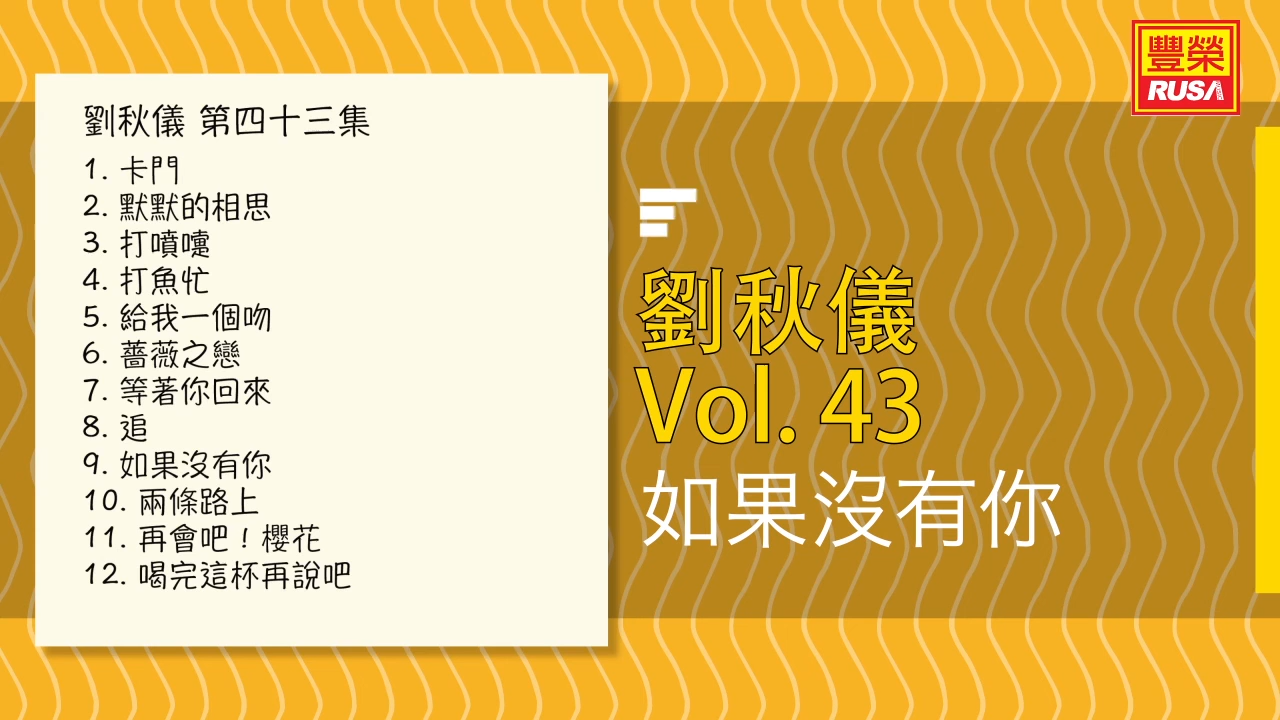 劉秋儀 第四十三集
1. 卡門
2. 默默的相思
3. 打噴嚏
4. 打魚忙
5. 給我一個吻
6. 薔薇之戀
7. 等著你回來
8. 追
9. 如果沒有你
10. 兩條路上
11. 再會吧！櫻花
12. 喝完這杯再說吧
豐榮
RUSA
劉秋儀
Vol. 43
如果沒有你